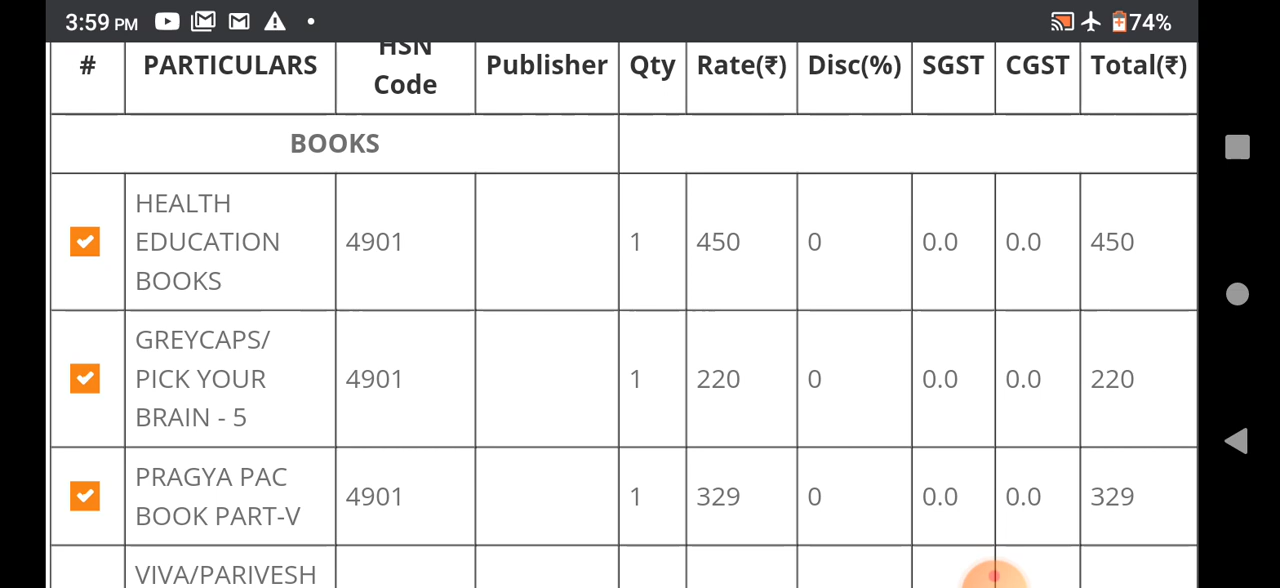 3:59 PM 74%
# PARTICULARS HSN Code Publisher Qty Rate(₹) Disc(%) SGST CGST Total(₹)
BOOKS
HEALTH
EDUCATION
BOOKS
4901 1 450 0 0.0 0.0 450
GREYCAPS/
PICK YOUR
BRAIN - 5
4901 1 220 0 0.0 0.0 220
PRAGYA PAC
BOOK PART-V
4901 1 329 0 0.0 0.0 329
VIVA/PARIVESH